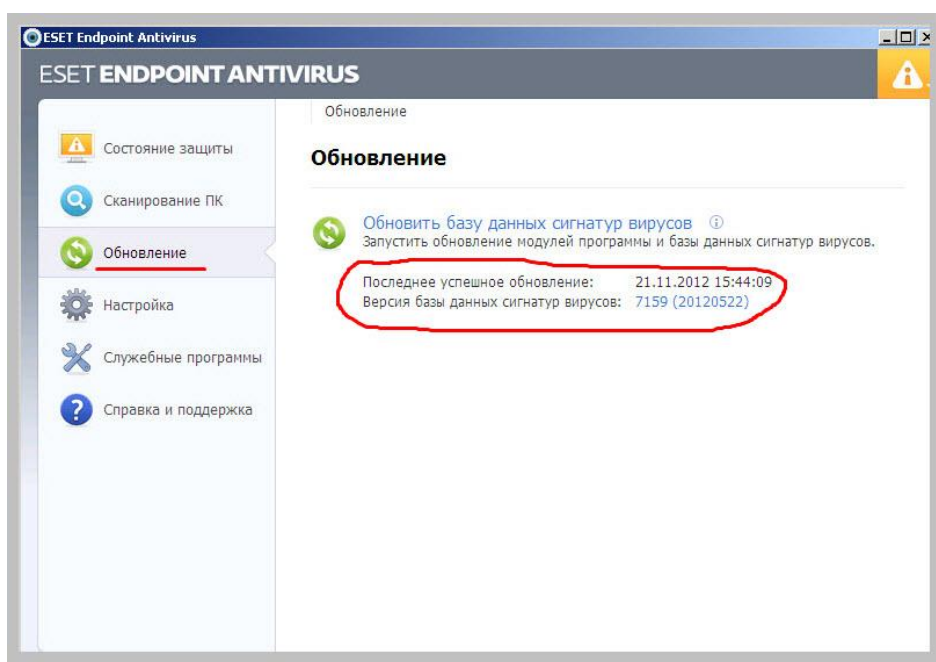 ESET Endpoint Antivirus
ESET ENDPOINT ANTIVIRUS
Состояние защиты
Сканирование ПК
Обновление
Настройка
Служебные программы
Справка и поддержка
Обновление
Обновление
Обновить базу данных сигнатур вирусов
Запустить обновление модулей программы и базы данных сигнатур вирусов.
Последнее успешное обновление: 21.11.2012 15:44:09
Версия базы данных сигнатур вирусов: 7159 (20120522)